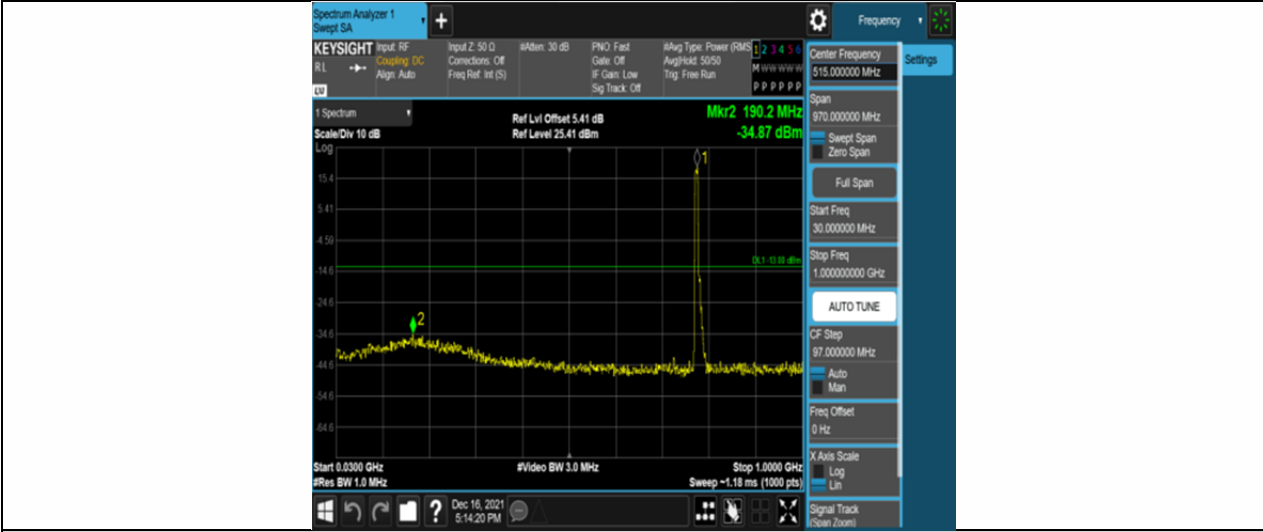 Spectrum Analyzer 1
Swept SA
+
Frequency
KEYSIGHT
RL
Input: RF
Coupling: DC
Align: Auto
Input Z: 50 Ω
Corrections: Off
Freq Ref: Int (S)
#Atten: 30 dB
PNO: Fast
Gate: Off
IF Gain: Low
Sig Track: Off
#Avg Type: Power (RMS
Avg|Hold: 50/50
Trig: Free Run
1 2 3 4 5 6
M W W W W W
P P P P P P
Settings
1 Spectrum
Scale/Div 10 dB
Log
Ref Lvl Offset 5.41 dB
Ref Level 25.41 dBm
Mkr2 190.2 MHz
-34.87 dBm
15.4
5.41
-4.59
-14.6
-24.6
-34.6
-44.6
-54.6
-64.6
1
2
DL1 -13.00 dBm
Start 0.0300 GHz
#Res BW 1.0 MHz
#Video BW 3.0 MHz
Stop 1.0000 GHz
Sweep ~1.18 ms (1000 pts)
Center Frequency
515.000000 MHz
Span
970.000000 MHz
Swept Span
Zero Span
Full Span
Start Freq
30.000000 MHz
Stop Freq
1.000000000 GHz
AUTO TUNE
CF Step
97.000000 MHz
Auto
Man
Freq Offset
0 Hz
X Axis Scale
Log
Lin
Signal Track
(Span Zoom)
?
Dec 16, 2021
5:14:20 PM